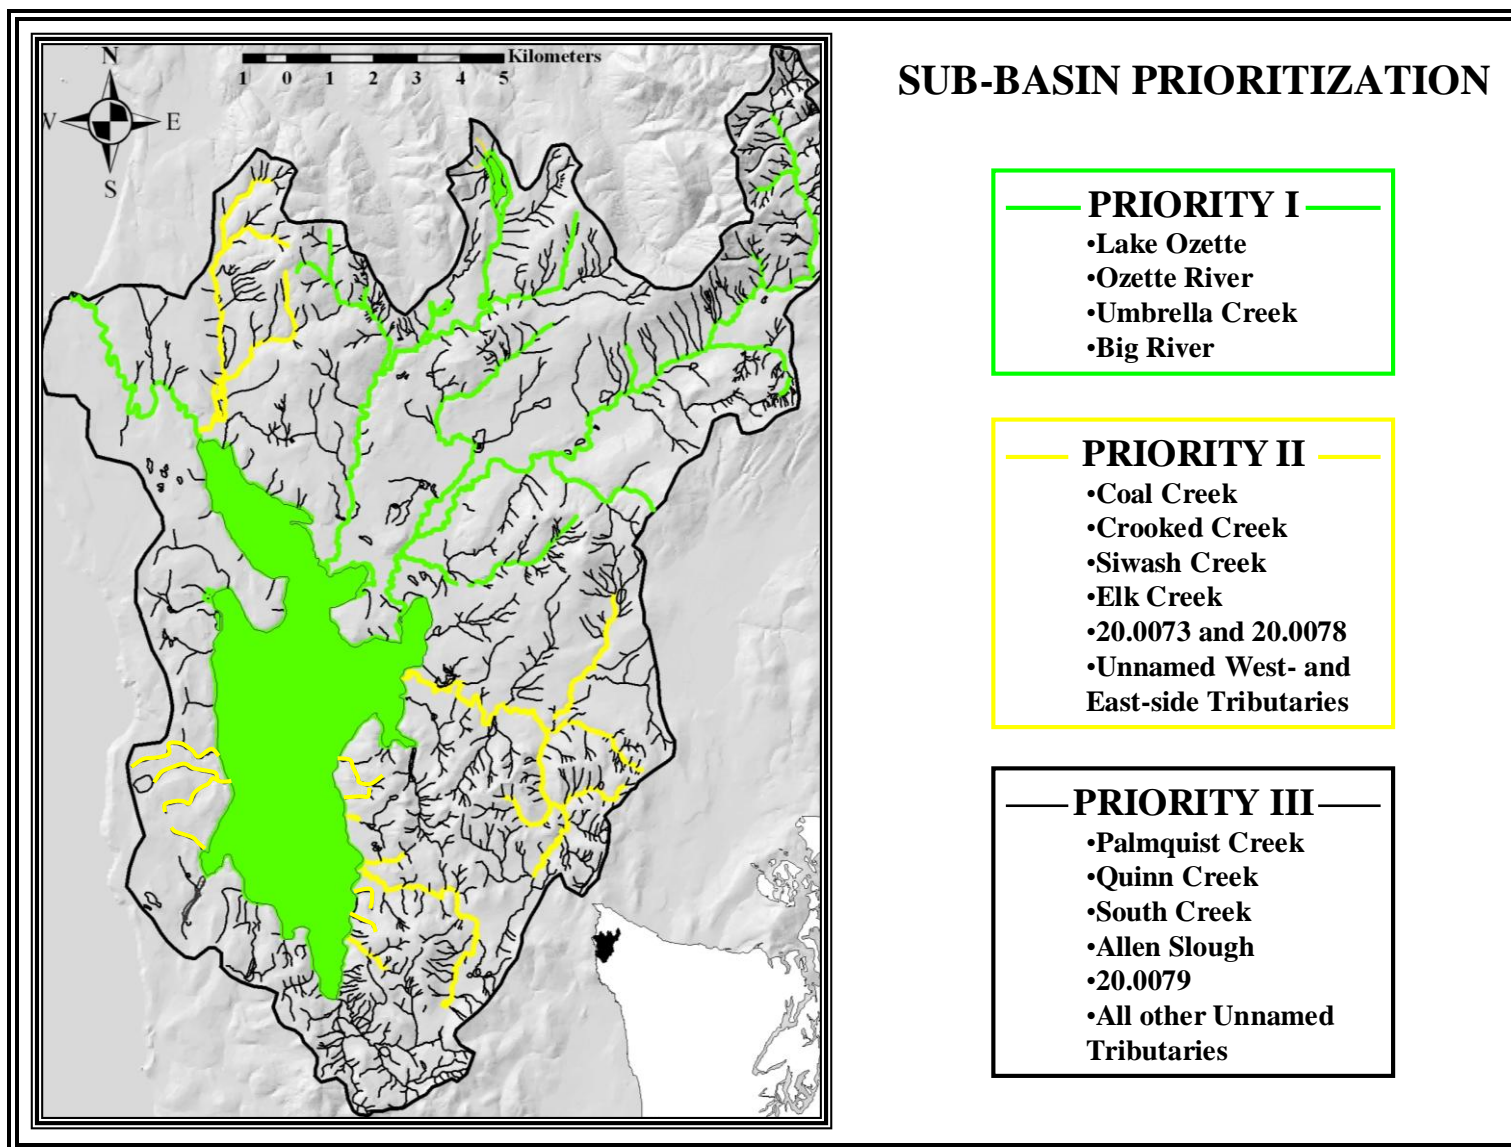 Kilometers
1 0 1 2 3 4 5
N
E
S
SUB-BASIN PRIORITIZATION
PRIORITY I
•Lake Ozette
•Ozette River
•Umbrella Creek
•Big River
PRIORITY II
•Coal Creek
•Crooked Creek
•Siwash Creek
•Elk Creek
•20.0073 and 20.0078
•Unnamed West- and
East-side Tributaries
PRIORITY III
•Palmquist Creek
•Quinn Creek
•South Creek
•Allen Slough
•20.0079
•All other Unnamed
Tributaries